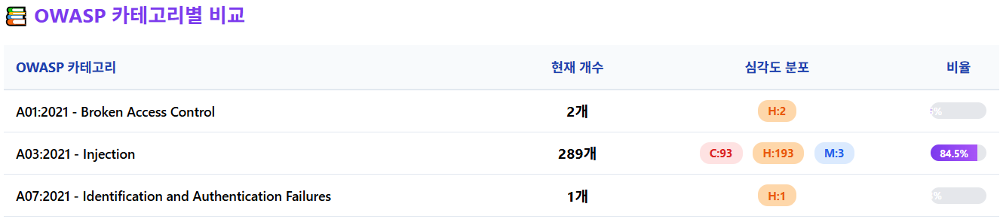 OWASP 카테고리별 비교
OWASP 카테고리 현재 개수 심각도 분포 비율
A01:2021 - Broken Access Control 2개 H:2
A03:2021 - Injection 289개 C:93 H:193 M:3 84.5%
A07:2021 - Identification and Authentication Failures 1개 H:1